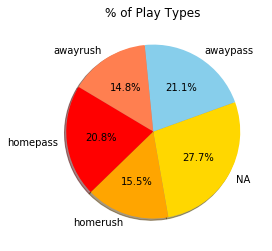 % of Play Types
awayrush
awaypass
14.8%
21.1%
homepass
20.8%
27.7%
15.5%
NA
homerush